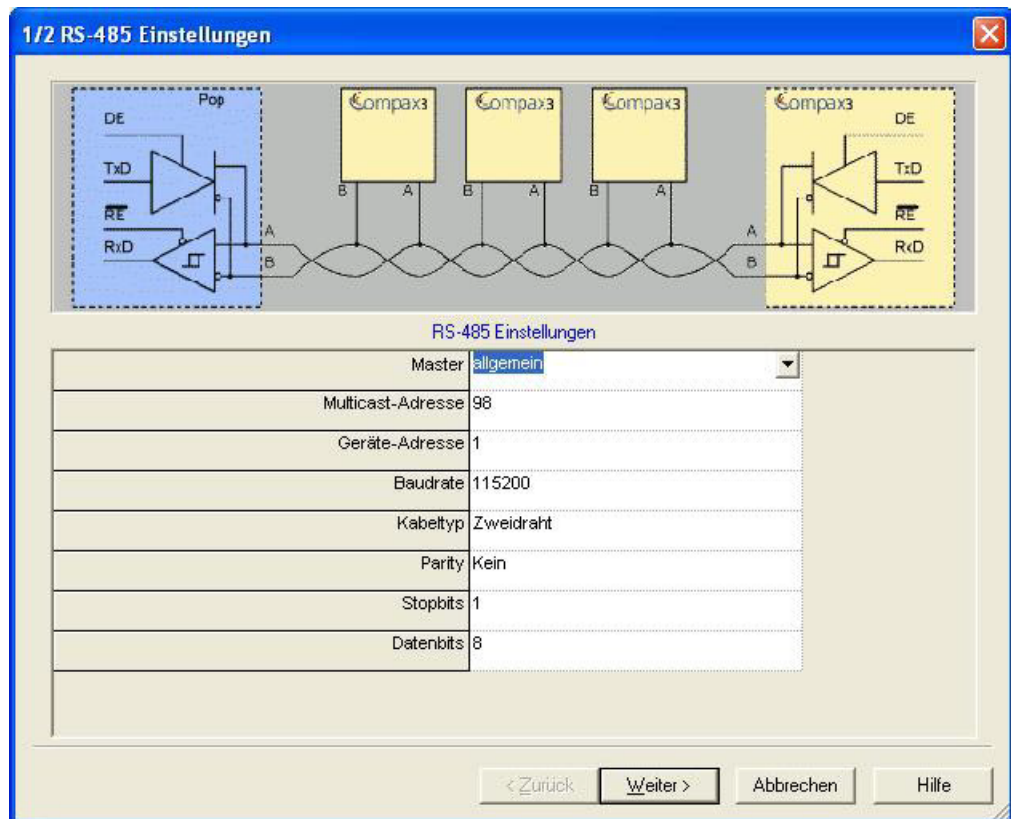 1/2 RS-485 Einstellungen
Pop
DE
TxD
RE
RxD
A
B
Compax3
B A
Compax3
B A
Compax3
B A
Compax3
DE
TxD
RE
RxD
A
B
RS-485 Einstellungen
Master allgemein
Multicast-Adresse 98
Geräte-Adresse 1
Baudrate 115200
Kabeltyp Zweidraht
Parity Kein
Stopbits 1
Datenbits 8
< Zurück Weiter > Abbrechen Hilfe